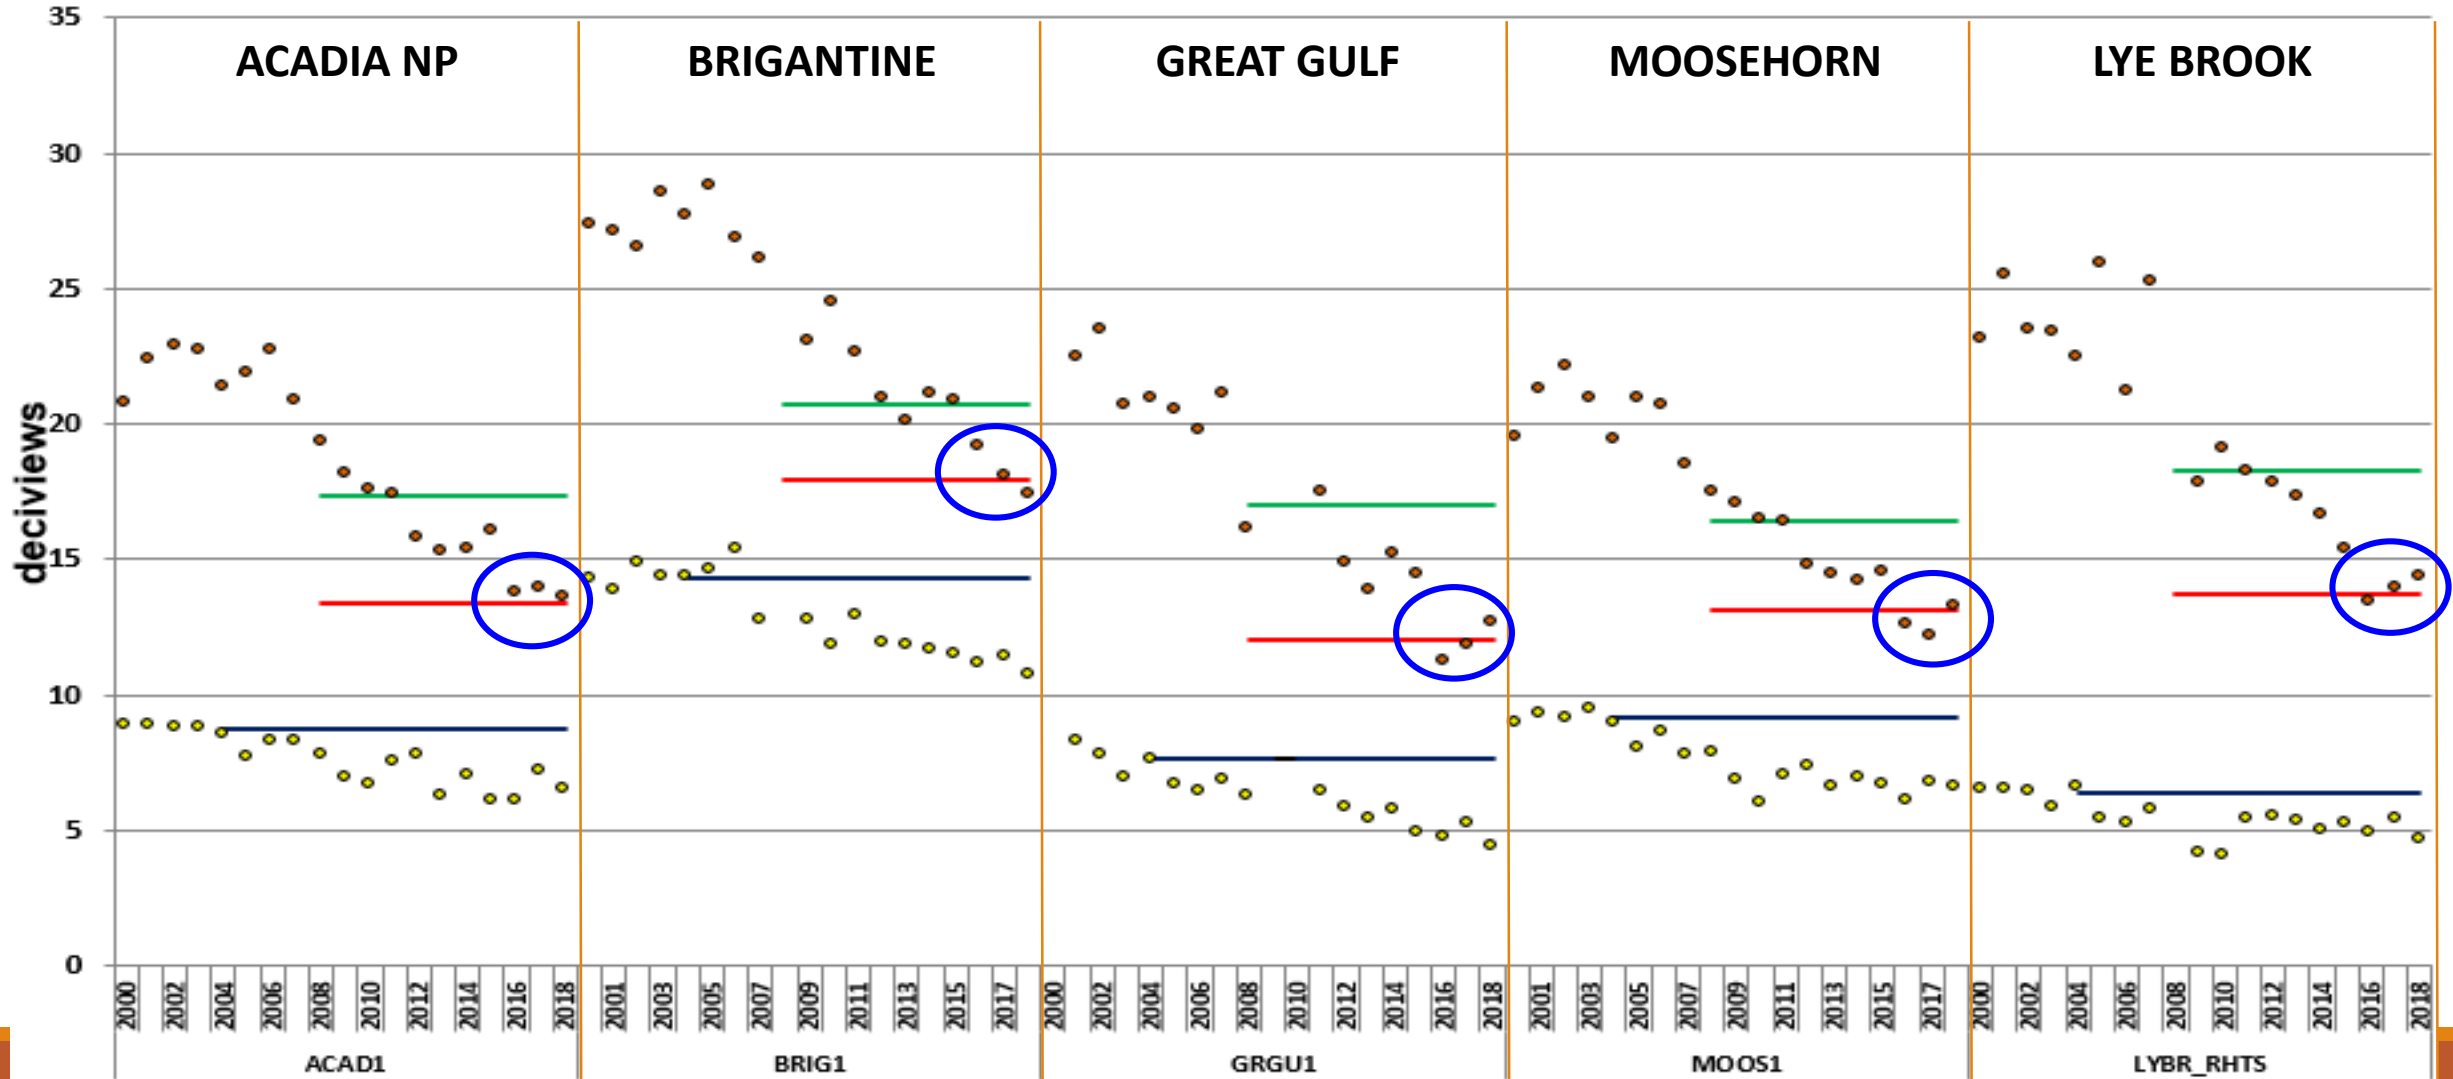 35
ACADIA NP BRIGANTINE GREAT GULF MOOSEHORN LYE BROOK
30
25
20
15
10
5
0
deciviews
2000 2002 2004 2006 2008 2010 2012 2014 2016 2018 2001 2003 2005 2007 2009 2011 2013 2015 2017 2000 2002 2004 2006 2008 2010 2012 2014 2016 2018 2001 2003 2005 2007 2009 2011 2013 2015 2017 2000 2002 2004 2006 2008 2010 2012 2014 2016 2018
ACAD1 BRIG1 GRGU1 MOOS1 LYBR_RHTS